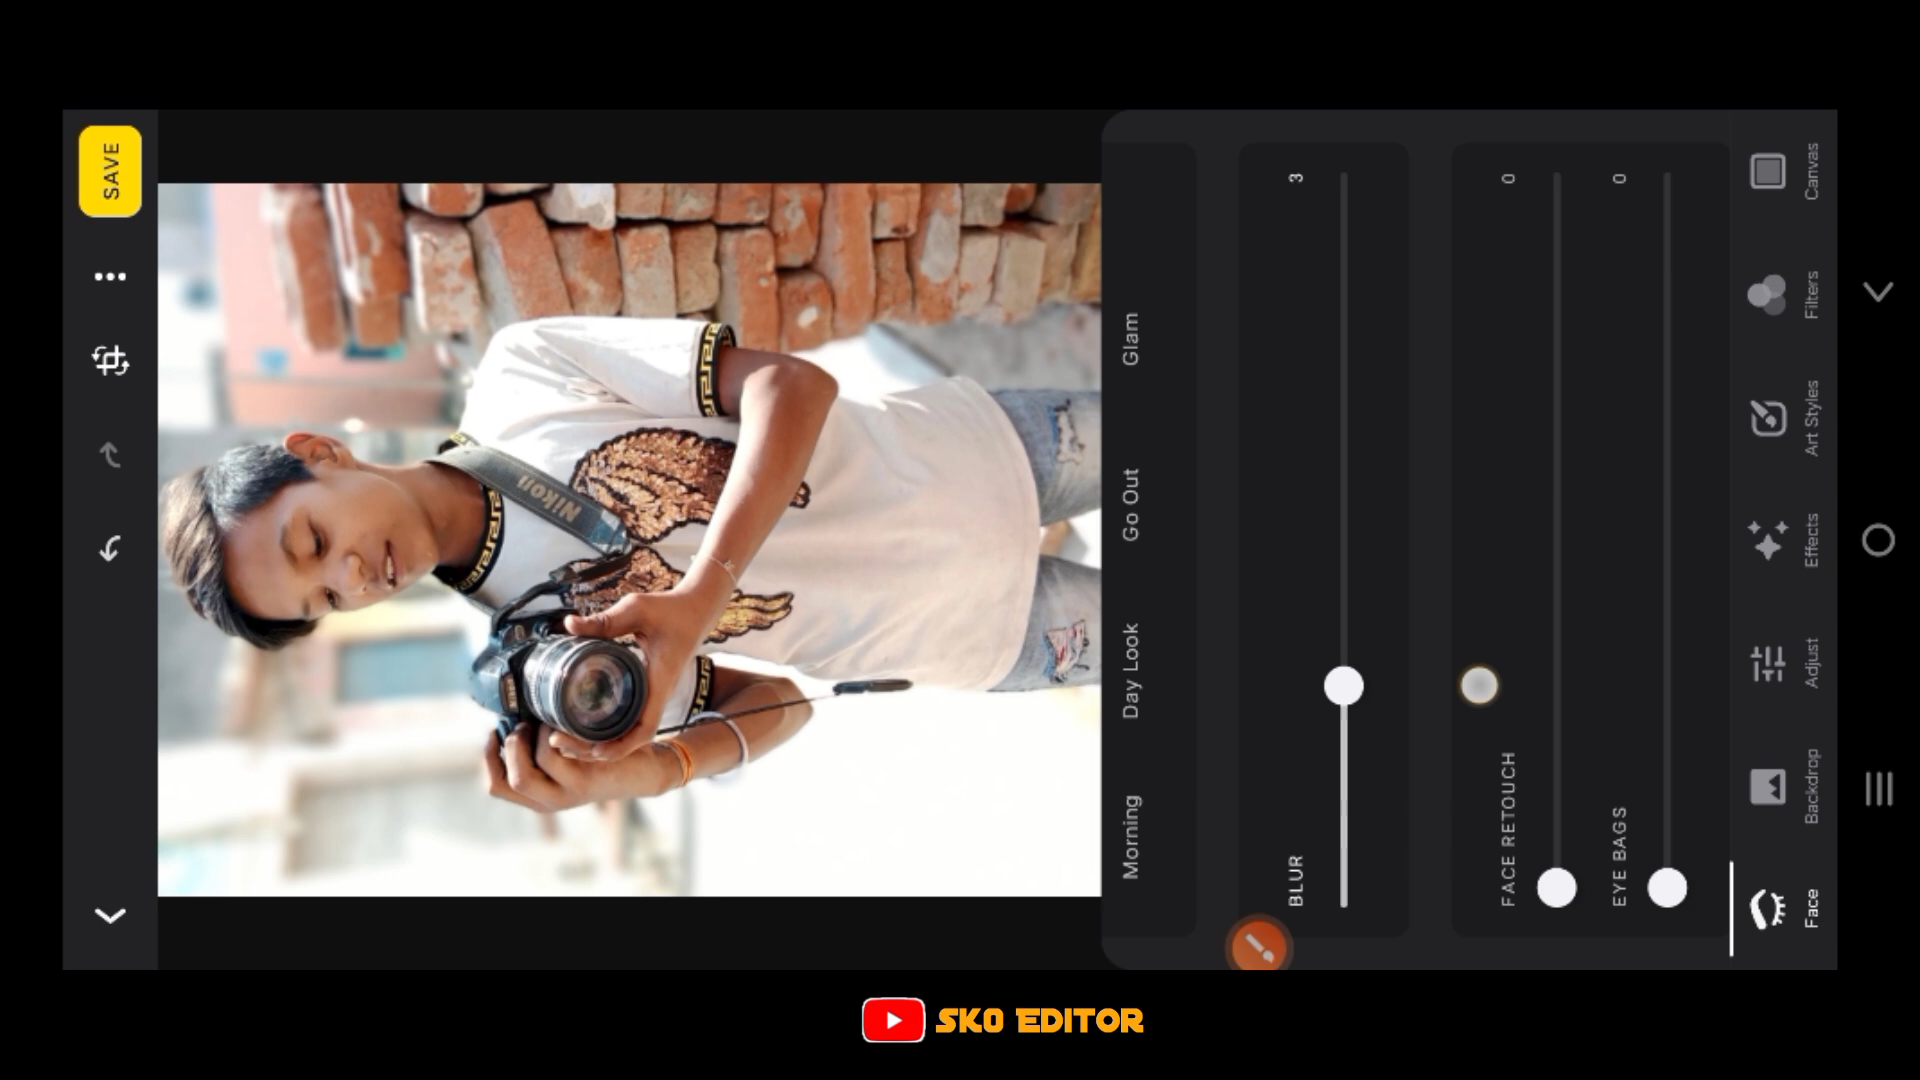 SAVE
Nikon
Morning
Day Look
Go Out
Glam
BLUR
3
FACE RETOUCH
0
EYE BAGS
0
Face
Backdrop
Adjust
Effects
Art Styles
Filters
Canvas
SKO EDITOR